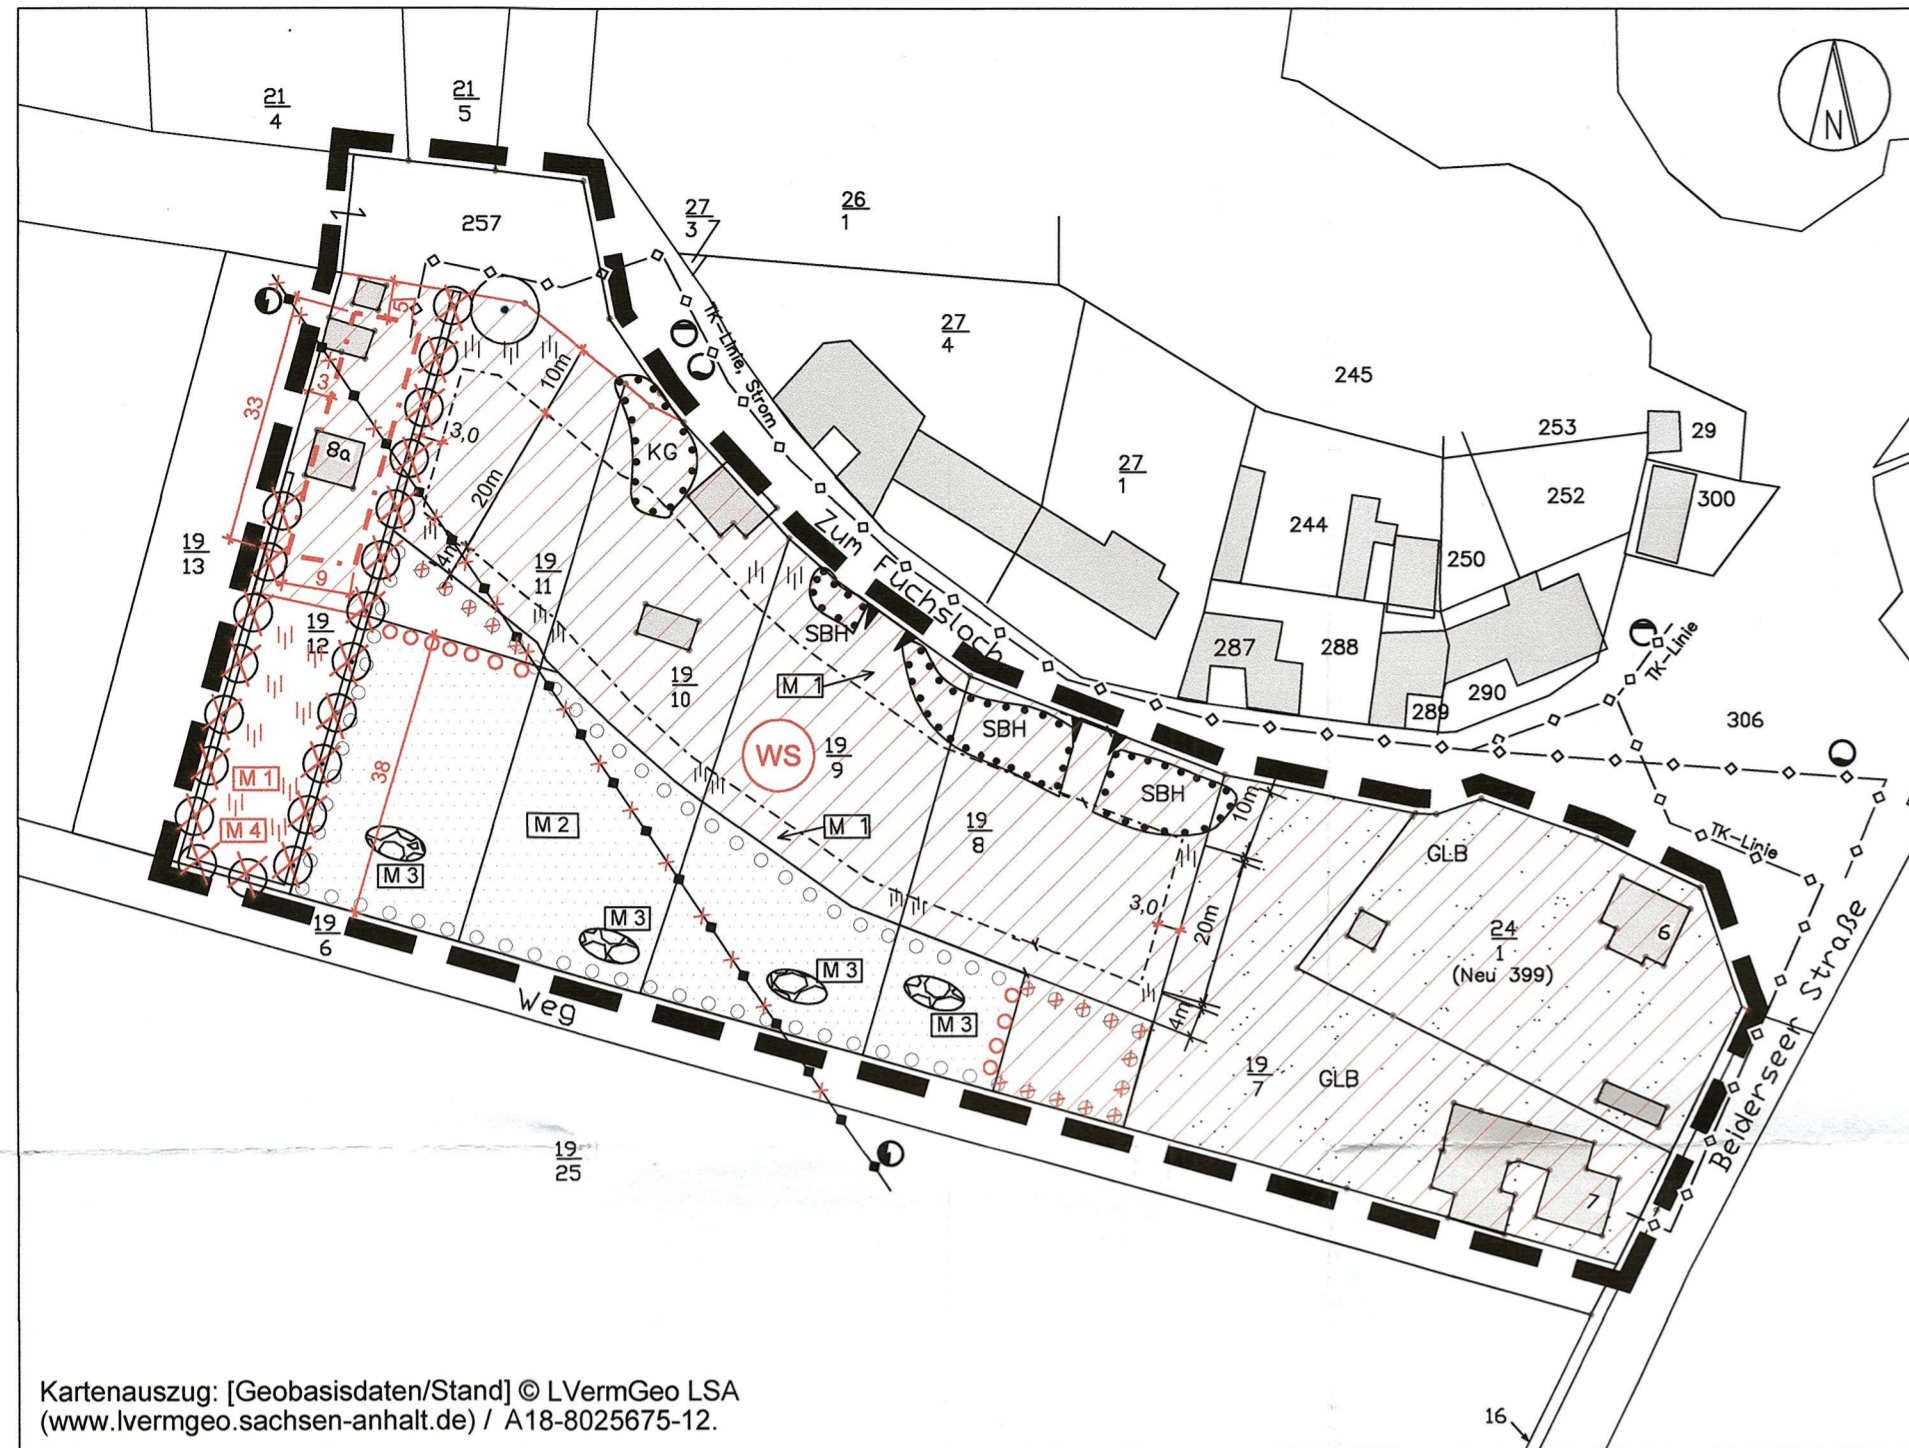 21
4
21
5
N
257
27
3
26
1
TK-Linie, Strom
27
4
245
253
29
5
10m
33
3
3,0
8a
KG
27
1
252
300
20m
244
250
19
13
4m
9
19
11
Zum Fuchsloch
19
12
SBH
287
288
TK-Linie
19
10
M 1
290
289
306
SBH
WS
19
9
M 1
38
SBH
10m
M 4
M 2
M 1
19
8
TK-Linie
GLB
M 3
M 3
3,0
20m
19
6
24
1
(Neu 399)
6
M 3
M 3
Weg
4m
19
7
GLB
Beiderseer Straße
19
25
7
Kartenauszug: [Geobasisdaten/Stand] © LVermGeo LSA
(www.lvermgeo.sachsen-anhalt.de) / A18-8025675-12.
16